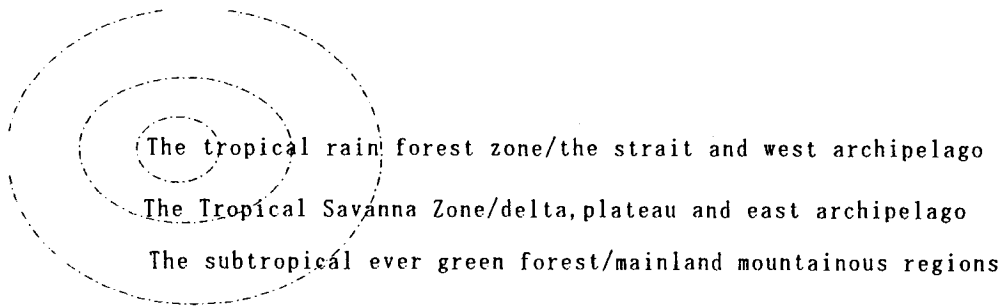 The tropical rain forest zone/the strait and west archipelago
The Tropical Savanna Zone/delta, plateau and east archipelago
The subtropical ever green forest/mainland mountainous regions